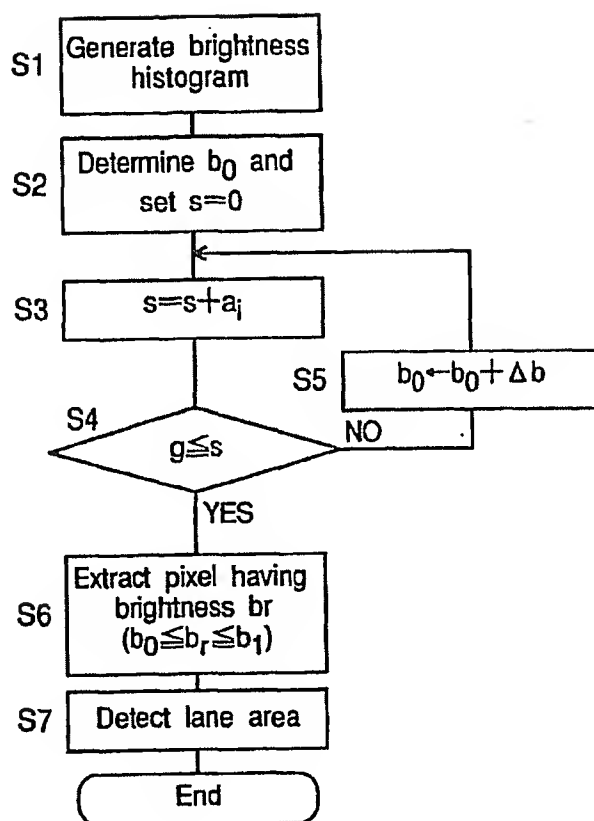 S1
Generate brightness
histogram
S2
Determine b₀ and
set s=0
S3
s=s+aᵢ
S5
b₀←b₀+Δb
S4
g≦s
NO
YES
S6
Extract pixel having
brightness br
(b₀≦bᵣ≦b₁)
S7
Detect lane area
End